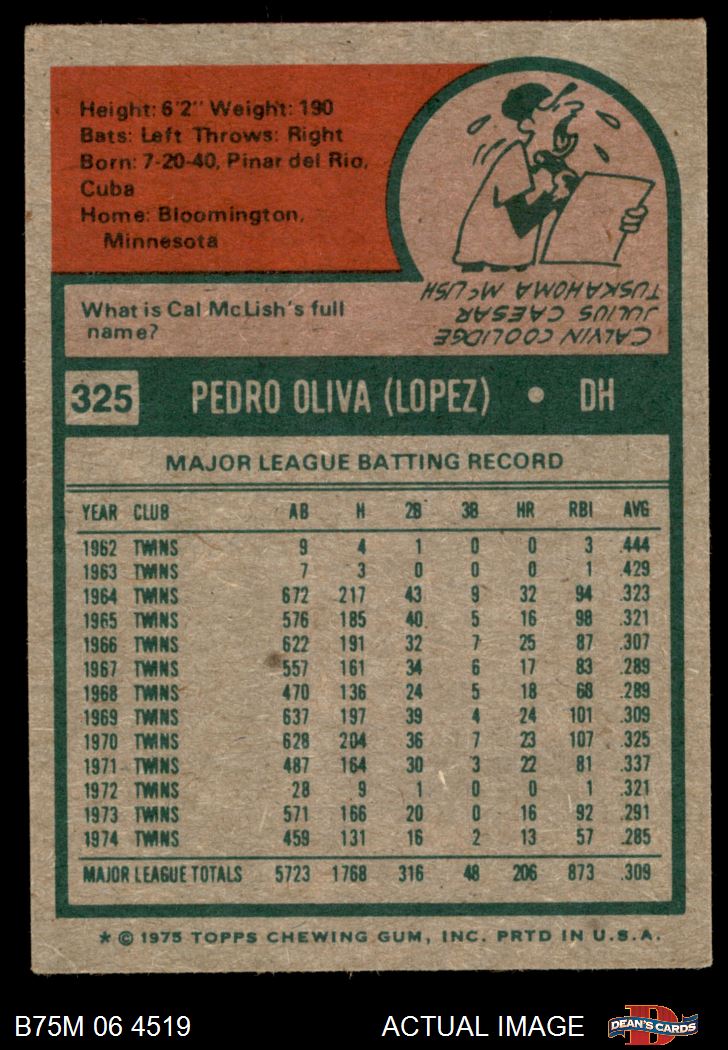 Height: 6'2" Weight: 190
Bats: Left Throws: Right
Born: 7-20-40, Pinar del Rio,
Cuba
Home: Bloomington,
Minnesota
What is Cal McLish's full
name?
CALVIN COOLIDGE
JULIUS CAESAR
TUSKAHOMA McLISH
325 PEDRO OLIVA (LOPEZ) • DH
MAJOR LEAGUE BATTING RECORD
YEAR CLUB AB H 2B 3B HR RBI AVG
1962 TWINS 9 4 1 0 0 3 .444
1963 TWINS 7 3 0 0 0 1 .429
1964 TWINS 672 217 43 9 32 94 .323
1965 TWINS 576 185 40 5 16 98 .321
1966 TWINS 622 191 32 7 25 87 .307
1967 TWINS 557 161 34 6 17 83 .289
1968 TWINS 470 136 24 5 18 68 .289
1969 TWINS 637 197 39 4 24 101 .309
1970 TWINS 628 204 36 7 23 107 .325
1971 TWINS 487 164 30 3 22 81 .337
1972 TWINS 28 9 1 0 0 1 .321
1973 TWINS 571 166 20 0 16 92 .291
1974 TWINS 459 131 16 2 13 57 .285
MAJOR LEAGUE TOTALS 5723 1768 316 48 206 873 .309
* © 1975 TOPPS CHEWING GUM, INC. PRTD IN U.S.A.
B75M 06 4519 ACTUAL IMAGE D DEAN'S CARDS